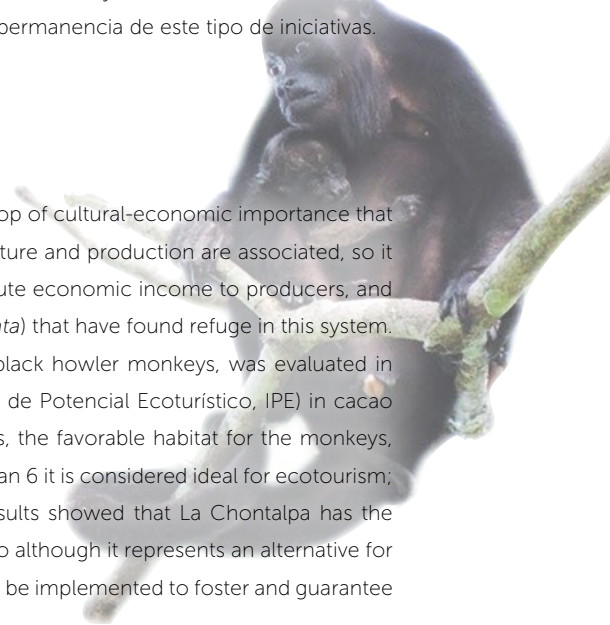 permanencia de este tipo de iniciativas.
op of cultural-economic importance that
ture and production are associated, so it
ute economic income to producers, and
ata) that have found refuge in this system.
black howler monkeys, was evaluated in
de Potencial Ecoturístico, IPE) in cacao
s, the favorable habitat for the monkeys,
an 6 it is considered ideal for ecotourism;
sults showed that La Chontalpa has the
o although it represents an alternative for
be implemented to foster and guarantee